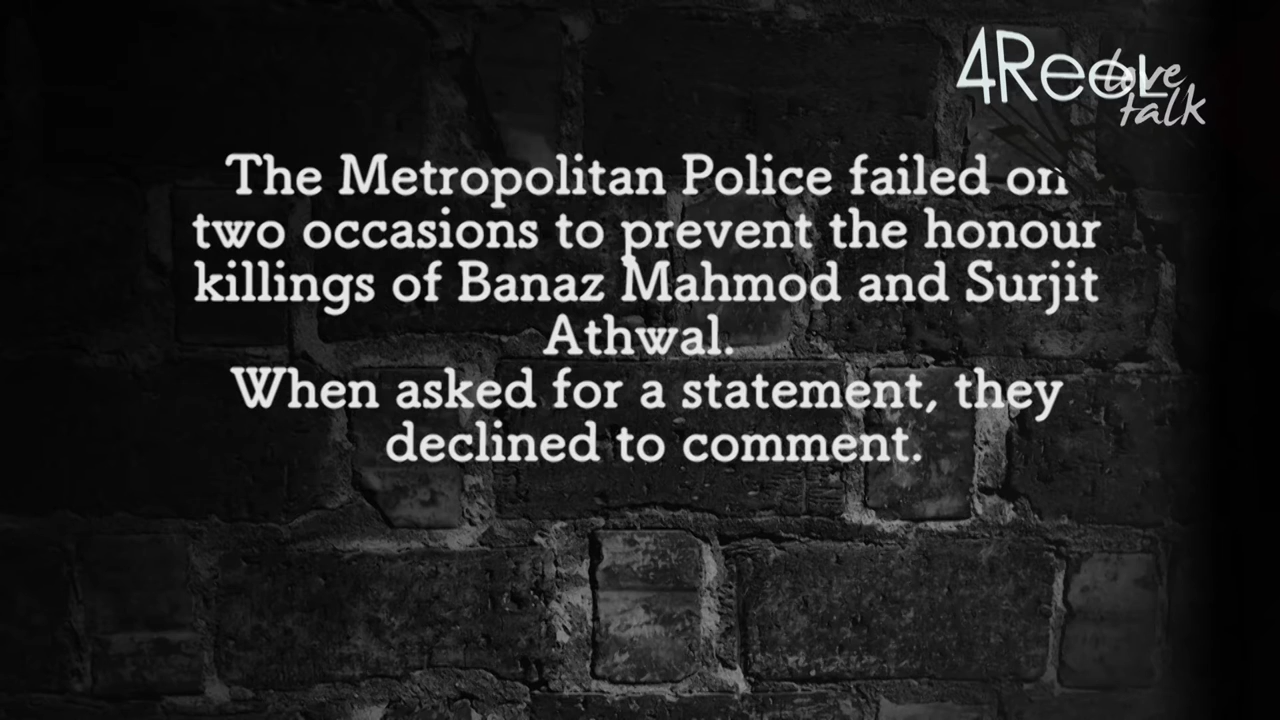 4Reel
love
talk
The Metropolitan Police failed on
two occasions to prevent the honour
killings of Banaz Mahmod and Surjit
Athwal.
When asked for a statement, they
declined to comment.